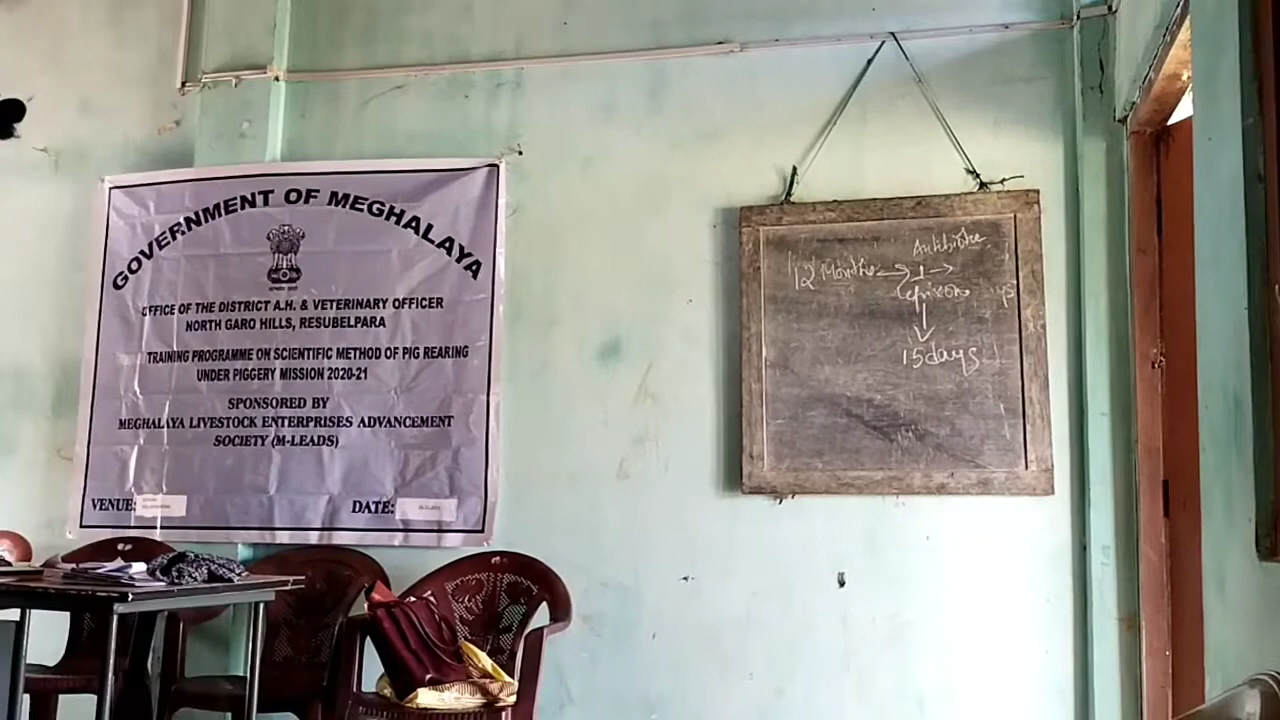 GOVERNMENT OF MEGHALAYA
OFFICE OF THE DISTRICT A.H. & VETERINARY OFFICER
NORTH GARO HILLS, RESUBELPARA
TRAINING PROGRAMME ON SCIENTIFIC METHOD OF PIG REARING
UNDER PIGGERY MISSION 2020-21
SPONSORED BY
MEGHALAYA LIVESTOCK ENTERPRISES ADVANCEMENT
SOCIETY (M-LEADS)
VENUE:
DATE:
Antibiotic
12 Months
15 days